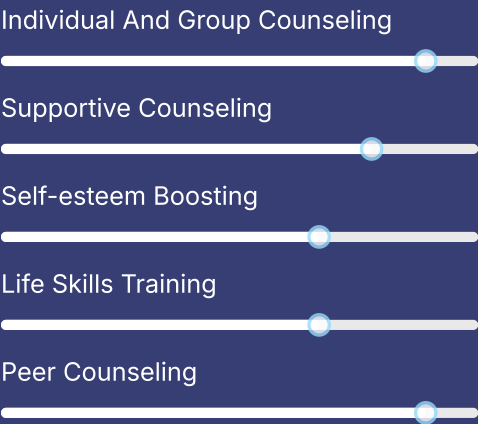 Individual And Group Counseling
Supportive Counseling
Self-esteem Boosting
Life Skills Training
Peer Counseling